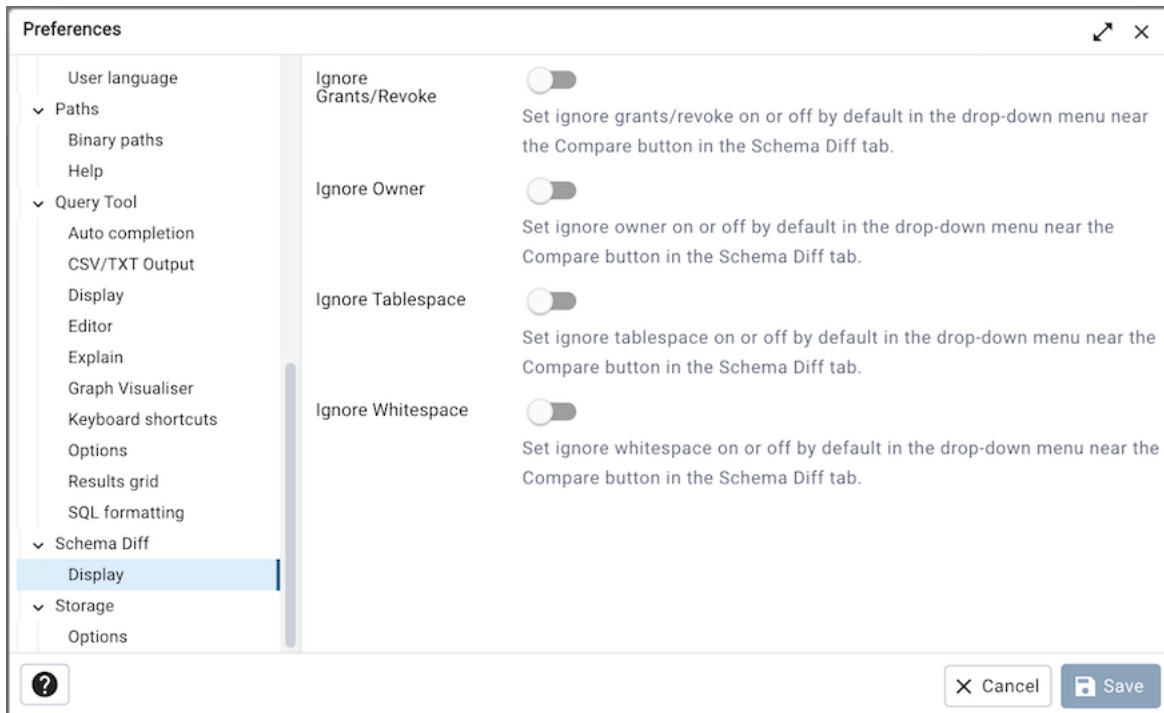 Preferences
User language
Paths
Binary paths
Help
Query Tool
Auto completion
CSV/TXT Output
Display
Editor
Explain
Graph Visualiser
Keyboard shortcuts
Options
Results grid
SQL formatting
Schema Diff
Display
Storage
Options
Ignore
Grants/Revoke
Set ignore grants/revoke on or off by default in the drop-down menu near
the Compare button in the Schema Diff tab.
Ignore Owner
Set ignore owner on or off by default in the drop-down menu near the
Compare button in the Schema Diff tab.
Ignore Tablespace
Set ignore tablespace on or off by default in the drop-down menu near the
Compare button in the Schema Diff tab.
Ignore Whitespace
Set ignore whitespace on or off by default in the drop-down menu near the
Compare button in the Schema Diff tab.
?
Cancel
Save